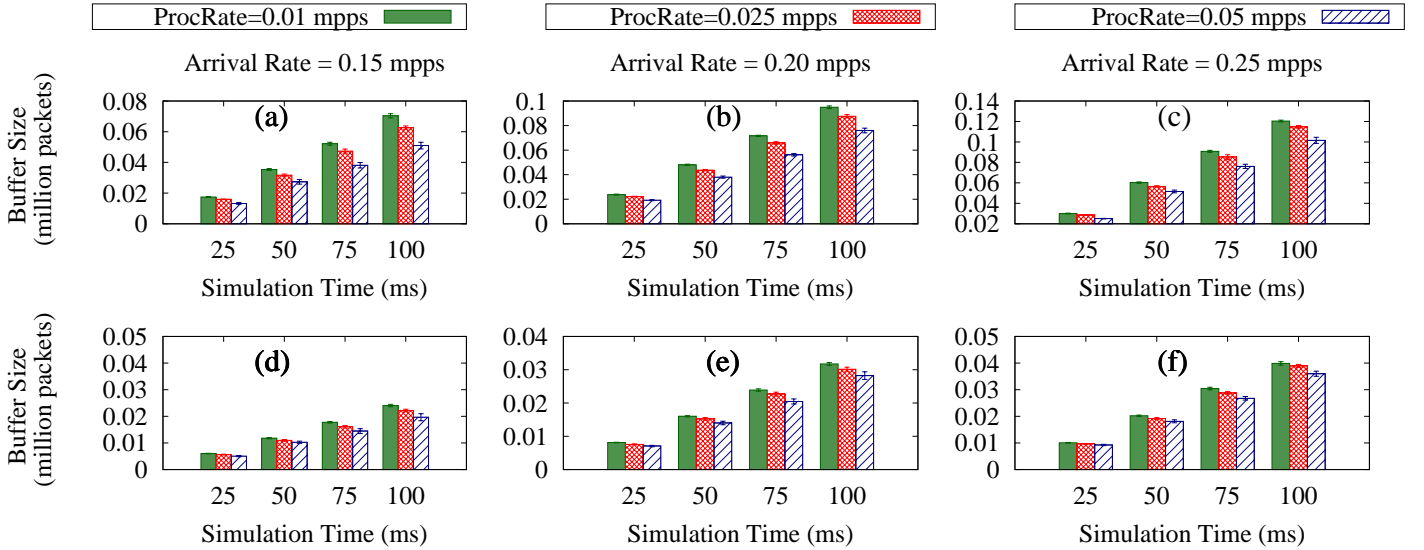 ProcRate=0.01 mpps
ProcRate=0.025 mpps
ProcRate=0.05 mpps
Arrival Rate = 0.15 mpps
Arrival Rate = 0.20 mpps
Arrival Rate = 0.25 mpps
Buffer Size
(million packets)
0.08
0.06
0.04
0.02
0
(a)
25 50 75 100
Simulation Time (ms)
0.1
0.08
0.06
0.04
0.02
0
(b)
25 50 75 100
Simulation Time (ms)
0.14
0.12
0.1
0.08
0.06
0.04
0.02
(c)
25 50 75 100
Simulation Time (ms)
Buffer Size
(million packets)
0.05
0.04
0.03
0.02
0.01
0
(d)
25 50 75 100
Simulation Time (ms)
0.04
0.03
0.02
0.01
0
(e)
25 50 75 100
Simulation Time (ms)
0.05
0.04
0.03
0.02
0.01
0
(f)
25 50 75 100
Simulation Time (ms)